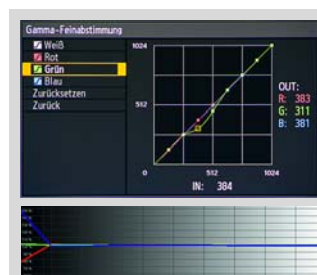 Gamma-Feinabstimmung
Weiß
Rot
Grün
Blau
Zurücksetzen
Zurück
1024
512
0
512
1024
IN: 384
OUT:
R: 383
G: 311
B: 381